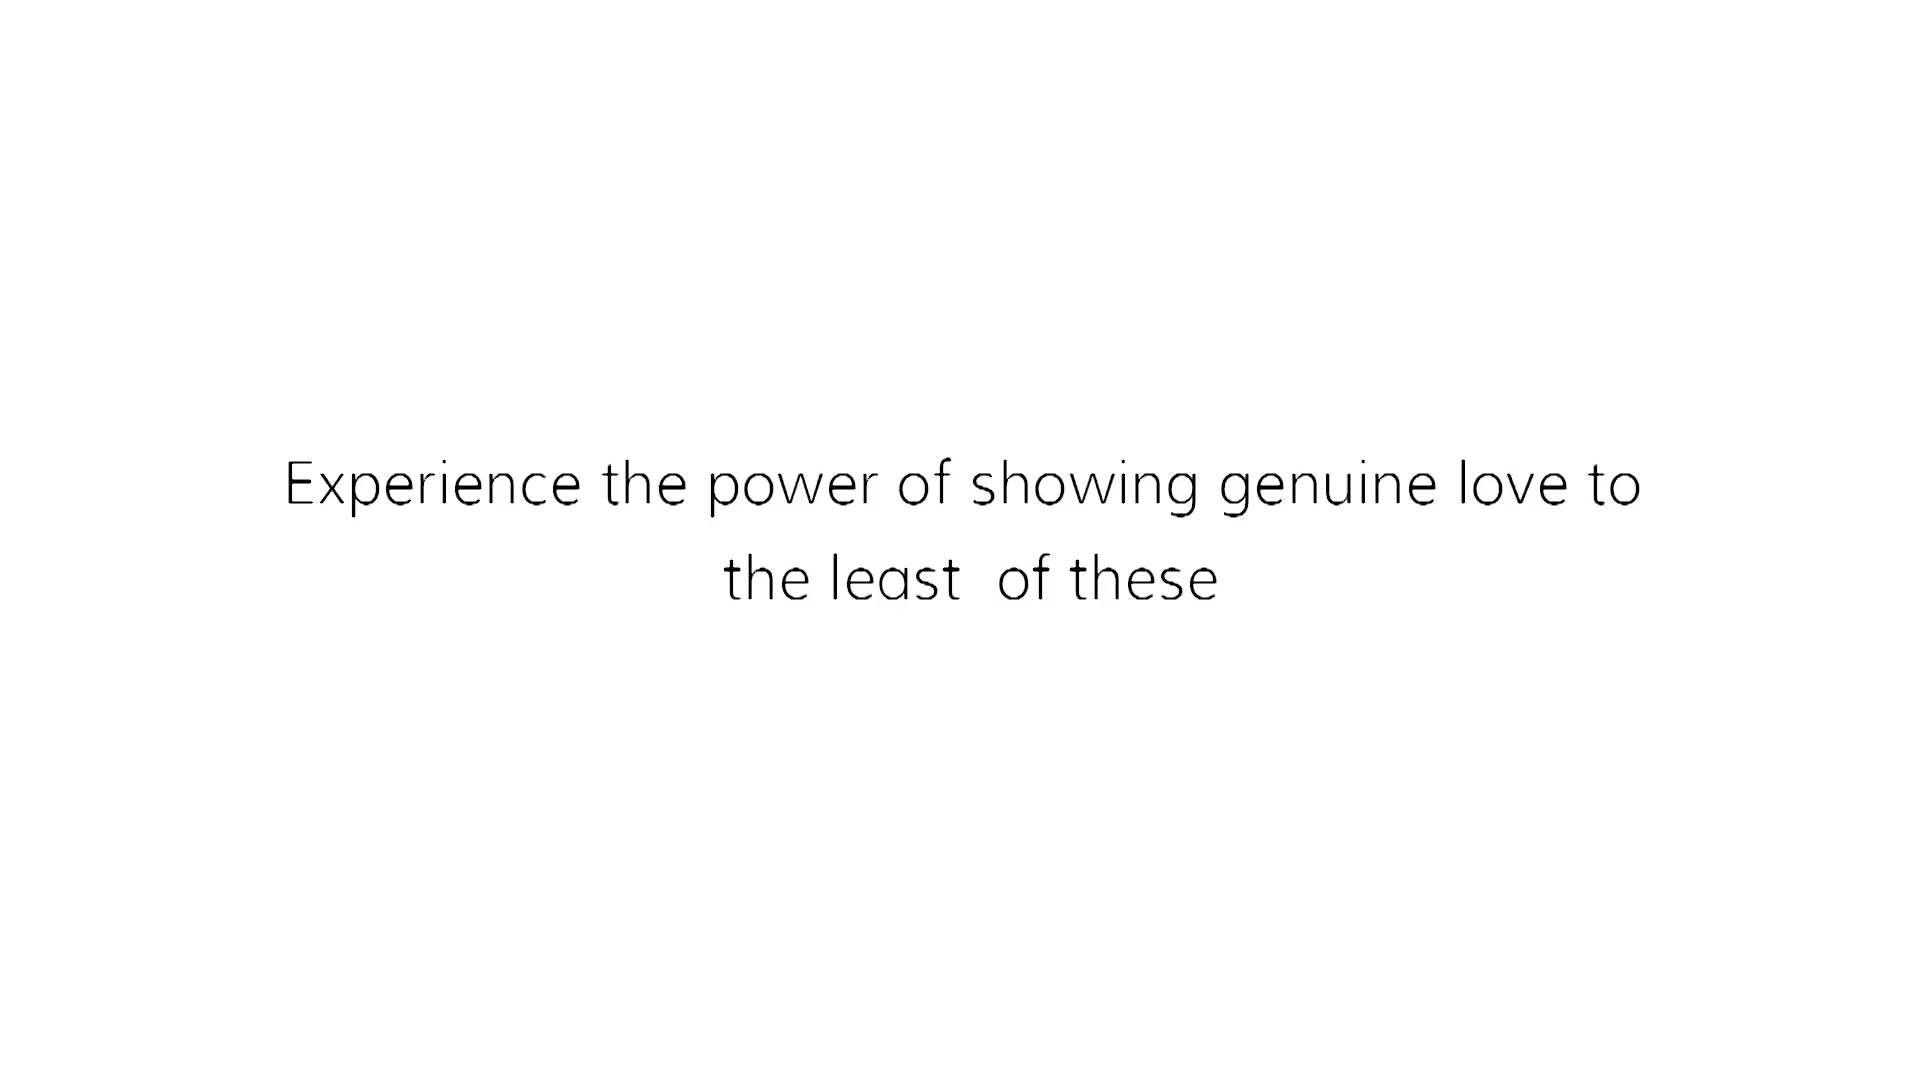 Experience the power of showing genuine love to
the least  of these